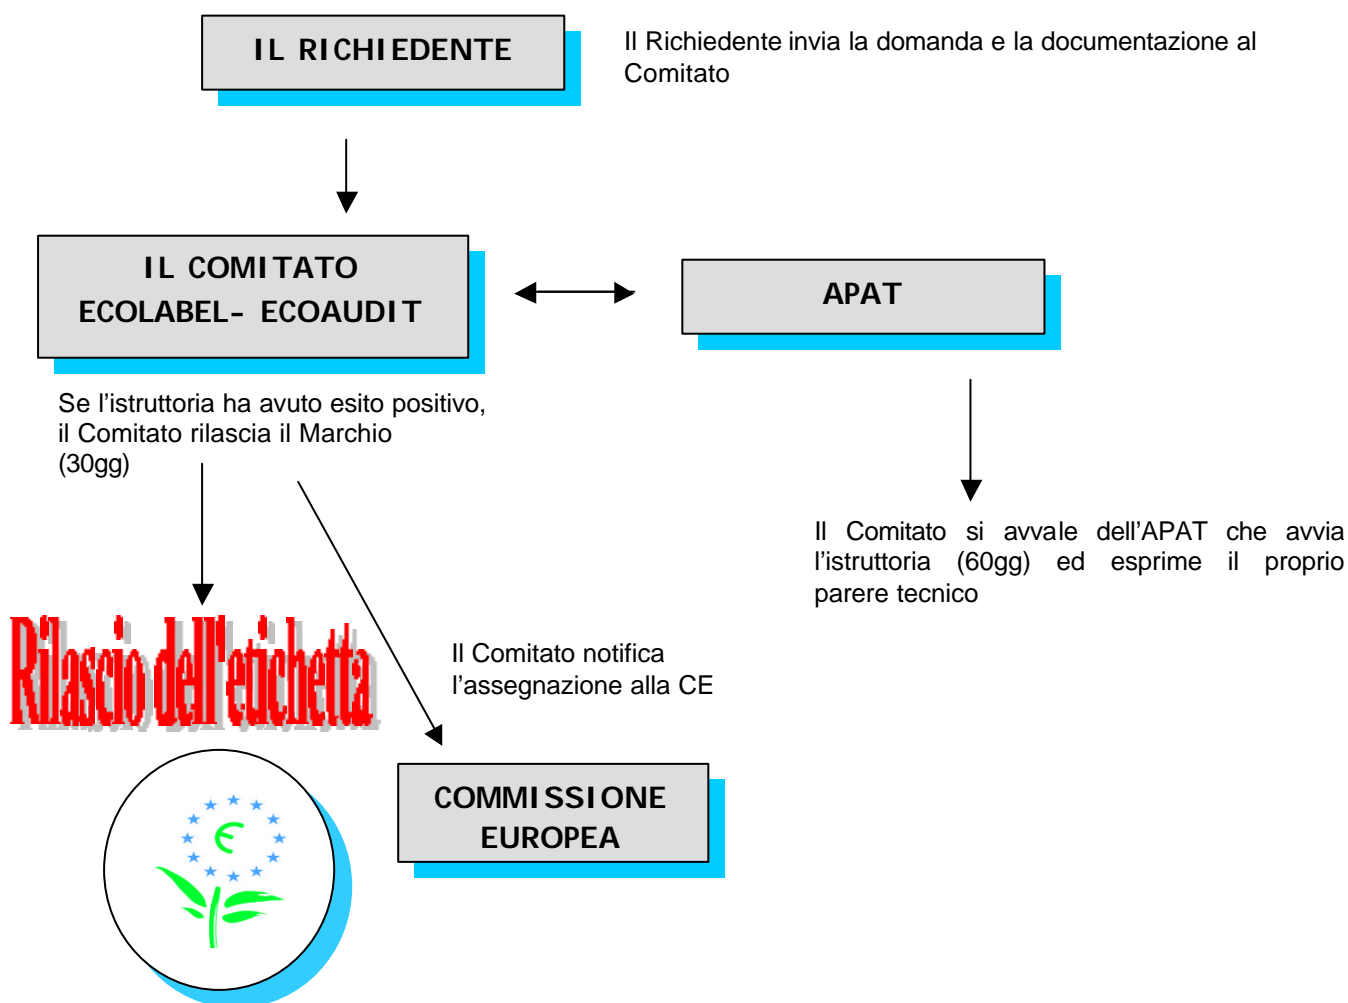 IL RICHIEDENTE
Il Richiedente invia la domanda e la documentazione al
Comitato
IL COMITATO
ECOLABEL- ECOAUDIT
APAT
Se l’istruttoria ha avuto esito positivo,
il Comitato rilascia il Marchio
(30gg)
Il Comitato si avvale dell’APAT che avvia
l’istruttoria (60gg) ed esprime il proprio
parere tecnico
Rilascio dell'etichetta
Il Comitato notifica
l’assegnazione alla CE
COMMISSIONE
EUROPEA